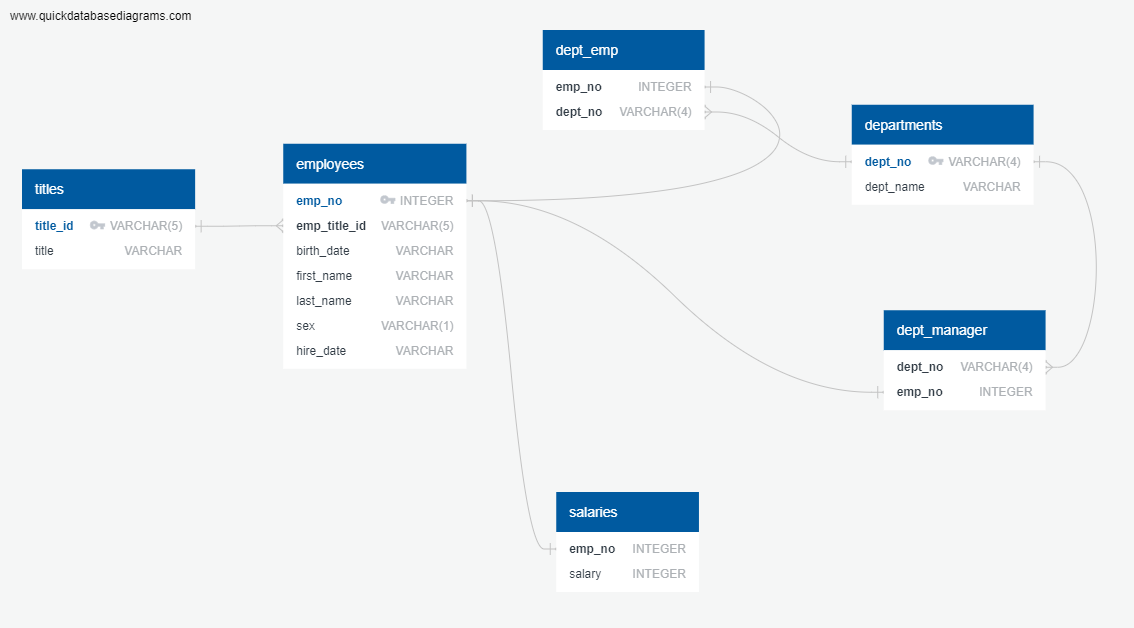 www.quickdatabasediagrams.com
dept_emp
emp_no INTEGER
dept_no VARCHAR(4)
departments
dept_no VARCHAR(4)
dept_name VARCHAR
employees
emp_no INTEGER
emp_title_id VARCHAR(5)
birth_date VARCHAR
first_name VARCHAR
last_name VARCHAR
sex VARCHAR(1)
hire_date VARCHAR
titles
title_id VARCHAR(5)
title VARCHAR
dept_manager
dept_no VARCHAR(4)
emp_no INTEGER
salaries
emp_no INTEGER
salary INTEGER